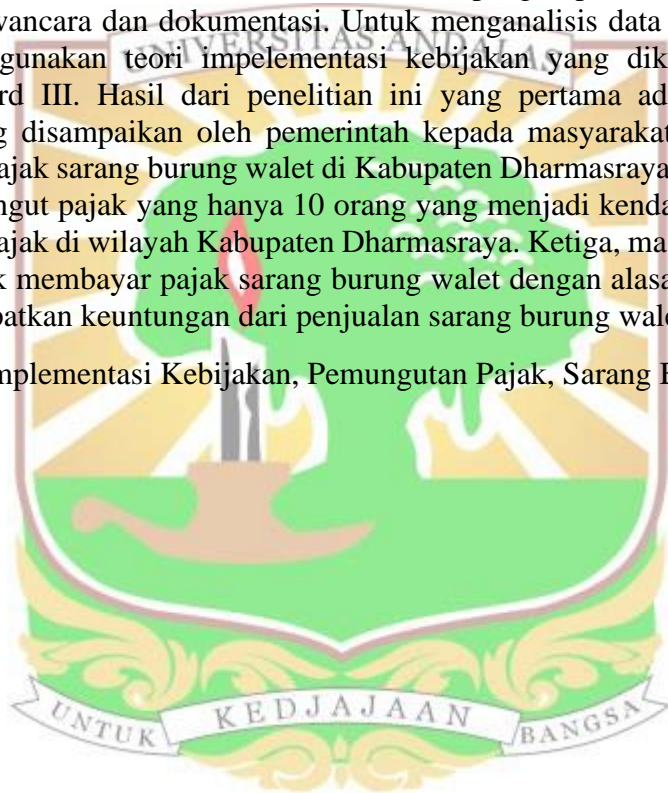 vancara dan dokumentasi. Untuk menganalisis data
gunakan teori impelementasi kebijakan yang dik
rd III. Hasil dari penelitian ini yang pertama ad
g disampaikan oleh pemerintah kepada masyarakat
ajak sarang burung walet di Kabupaten Dharmasraya
ngut pajak yang hanya 10 orang yang menjadi kenda
ajak di wilayah Kabupaten Dharmasraya. Ketiga, ma
k membayar pajak sarang burung walet dengan alasa
patkan keuntungan dari penjualan sarang burung wale
mplementasi Kebijakan, Pemungutan Pajak, Sarang B
UNIVERSITAS ANDALAS
UNTUK KEDJAJAAN BANGSA